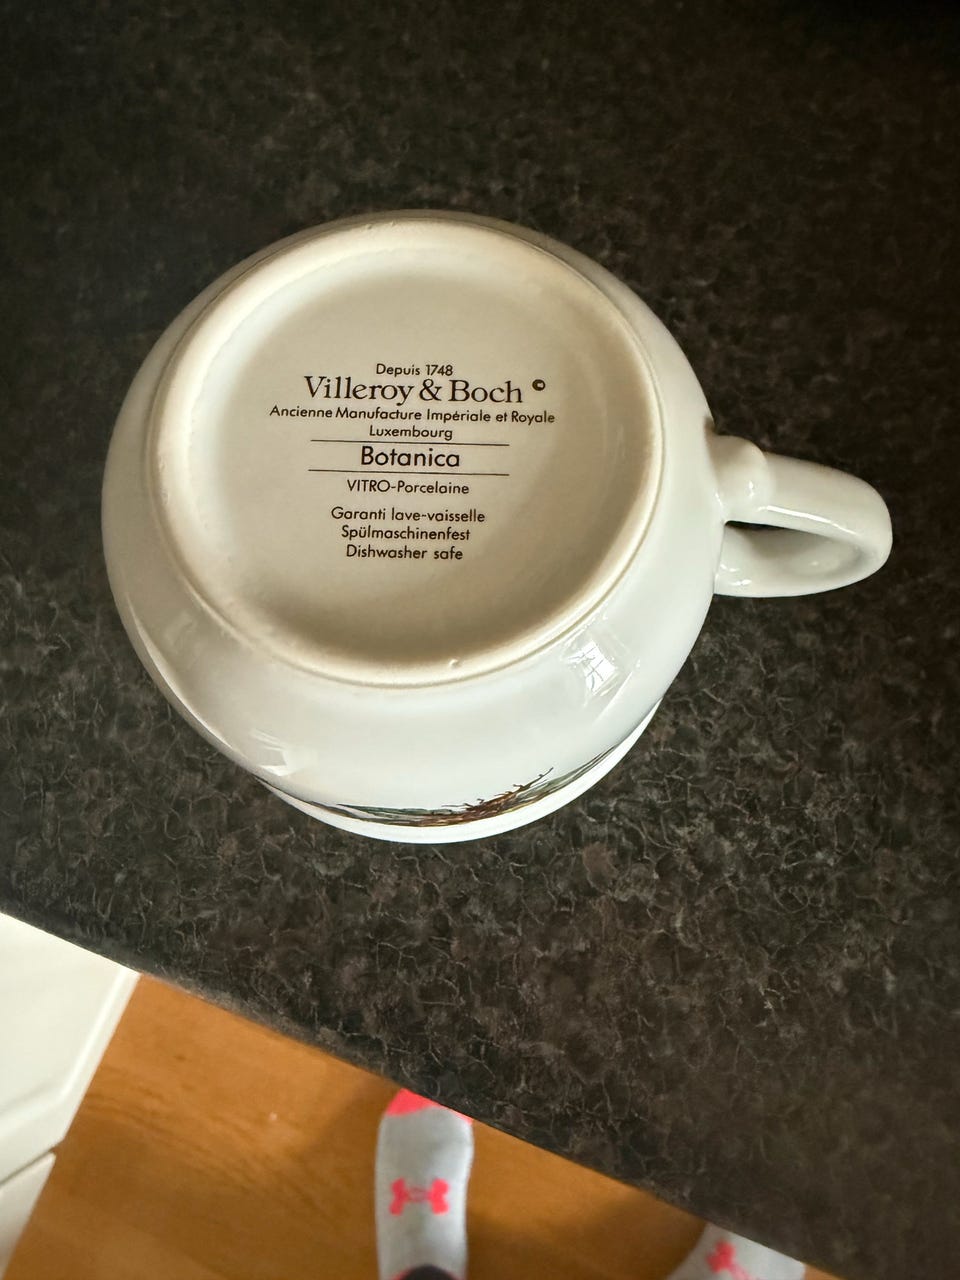 Depuis 1748
Villeroy & Boch ©
Ancienne Manufacture Impériale et Royale
Luxembourg
Botanica
VITRO-Porcelaine
Garanti lave-vaisselle
Spülmaschinenfest
Dishwasher safe